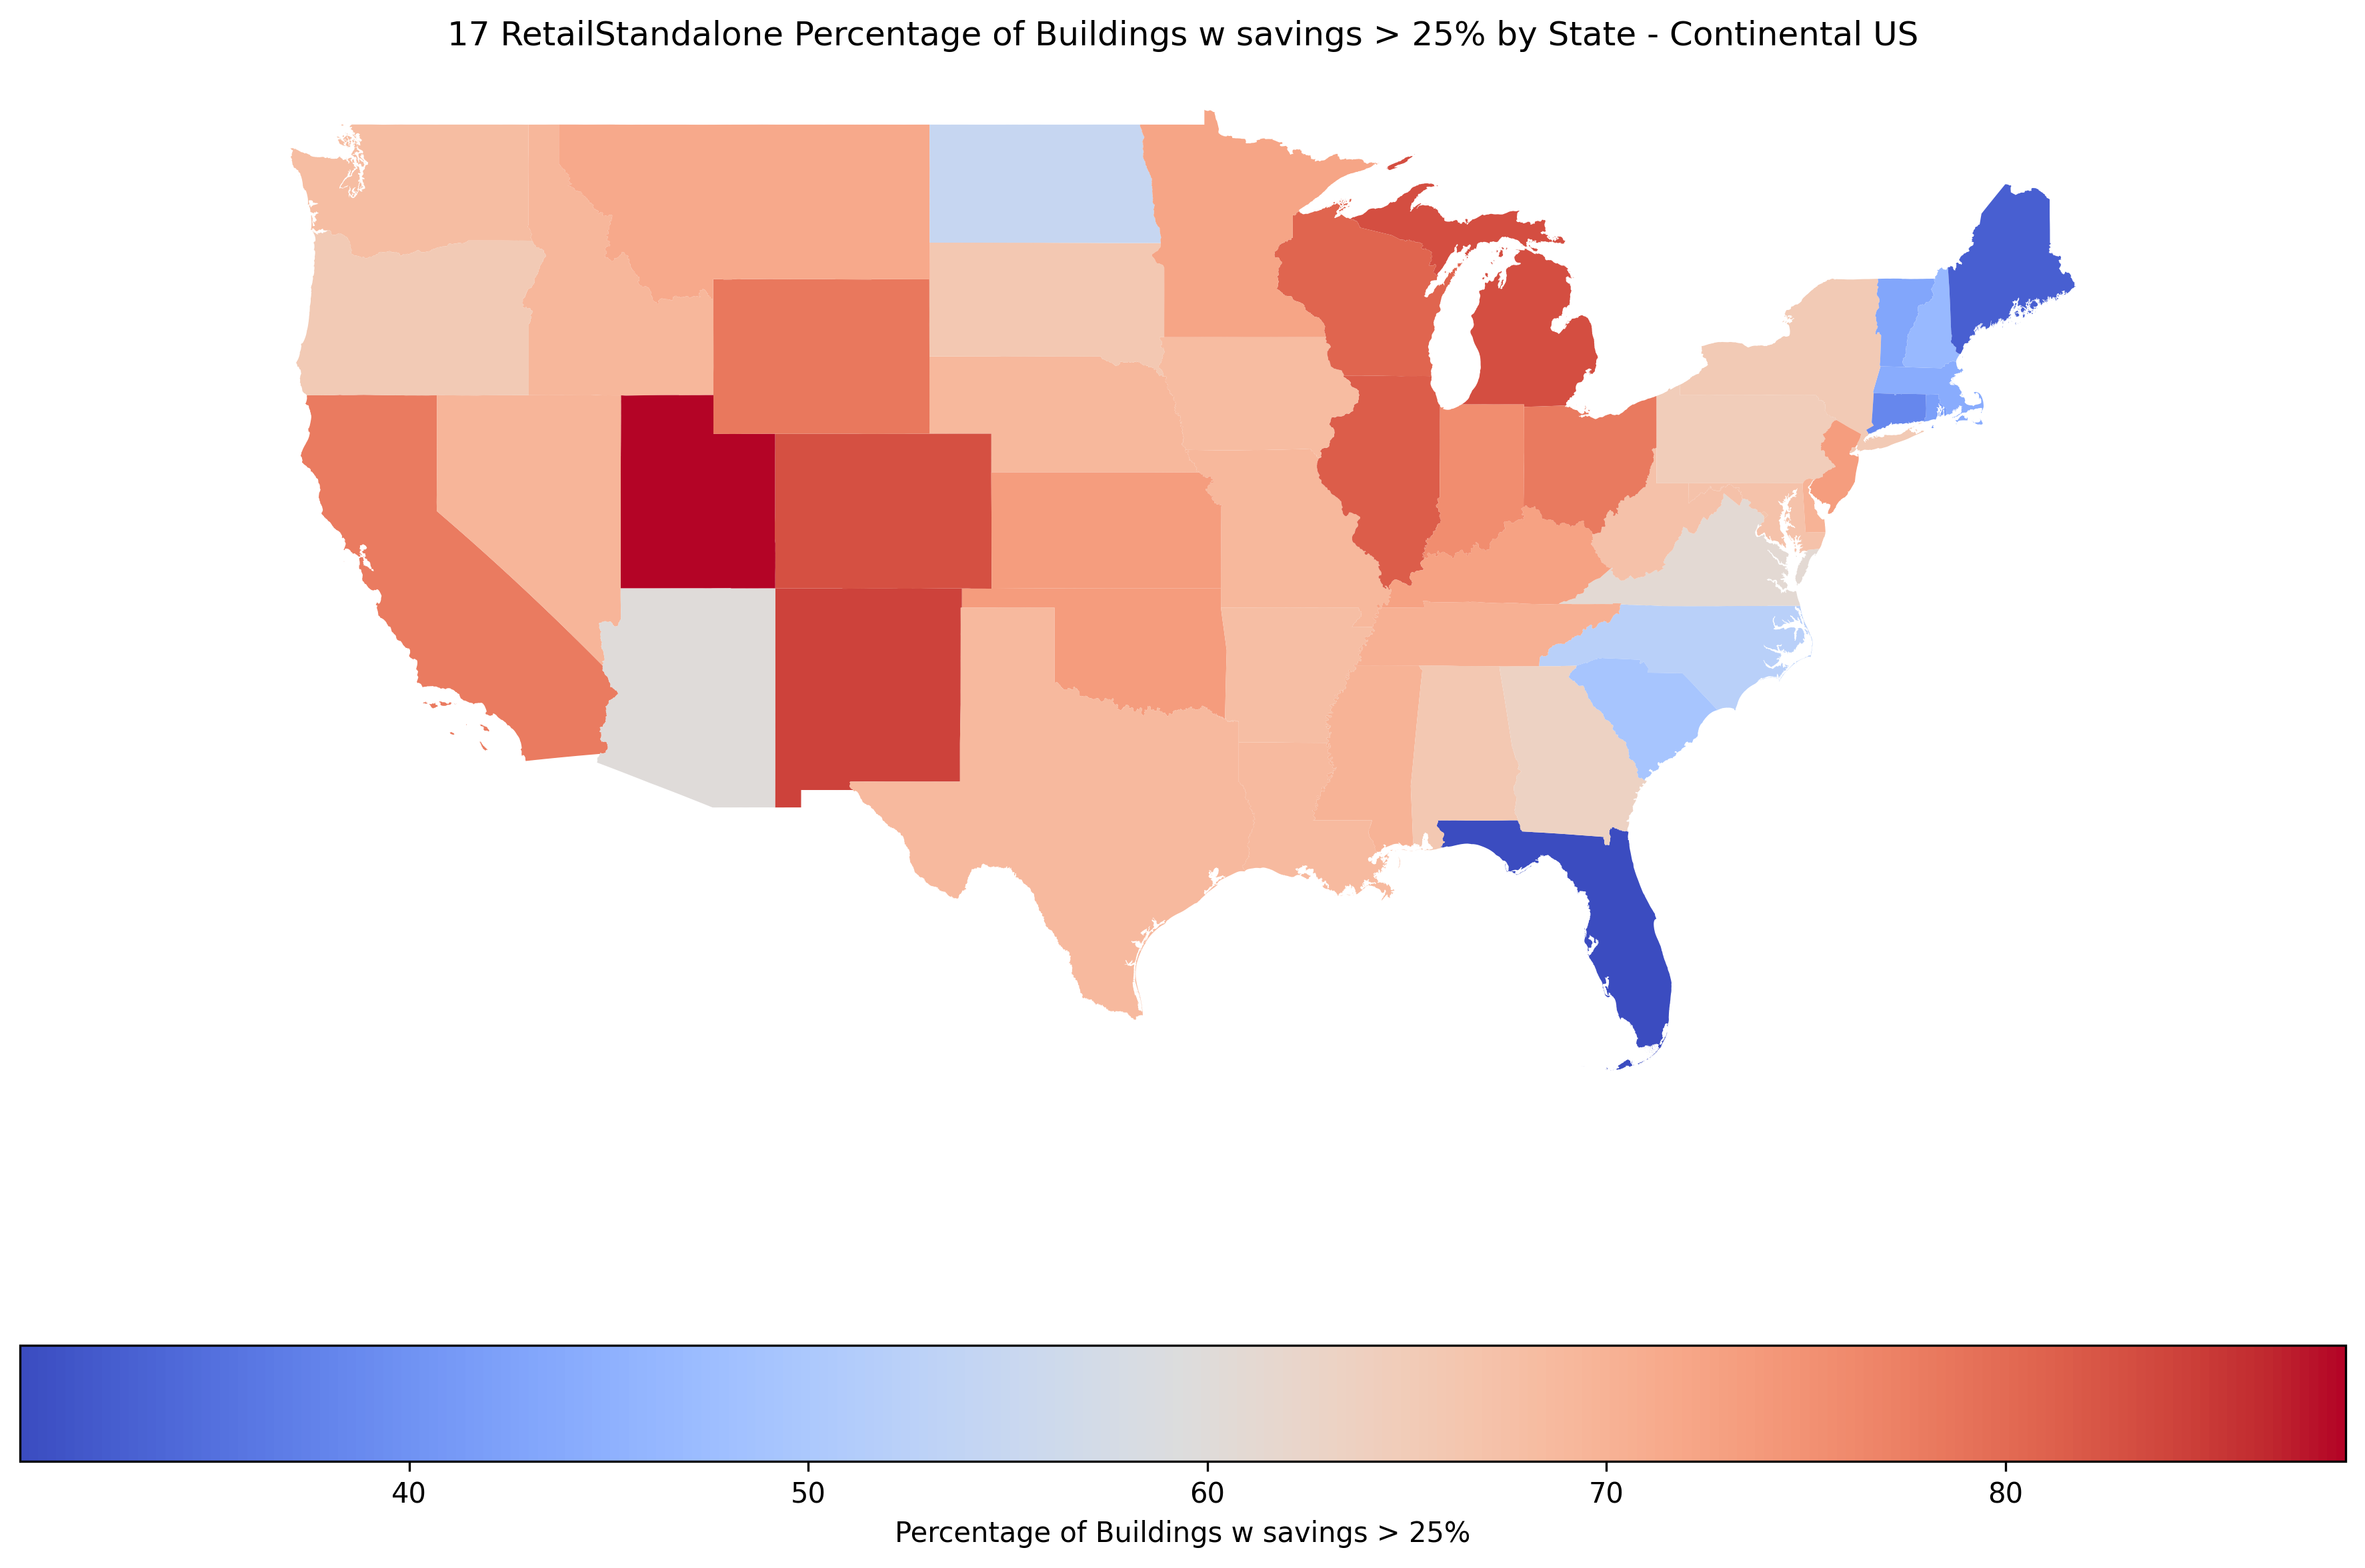 17 RetailStandalone Percentage of Buildings w savings > 25% by State - Continental US
40 50 60 70 80
Percentage of Buildings w savings > 25%